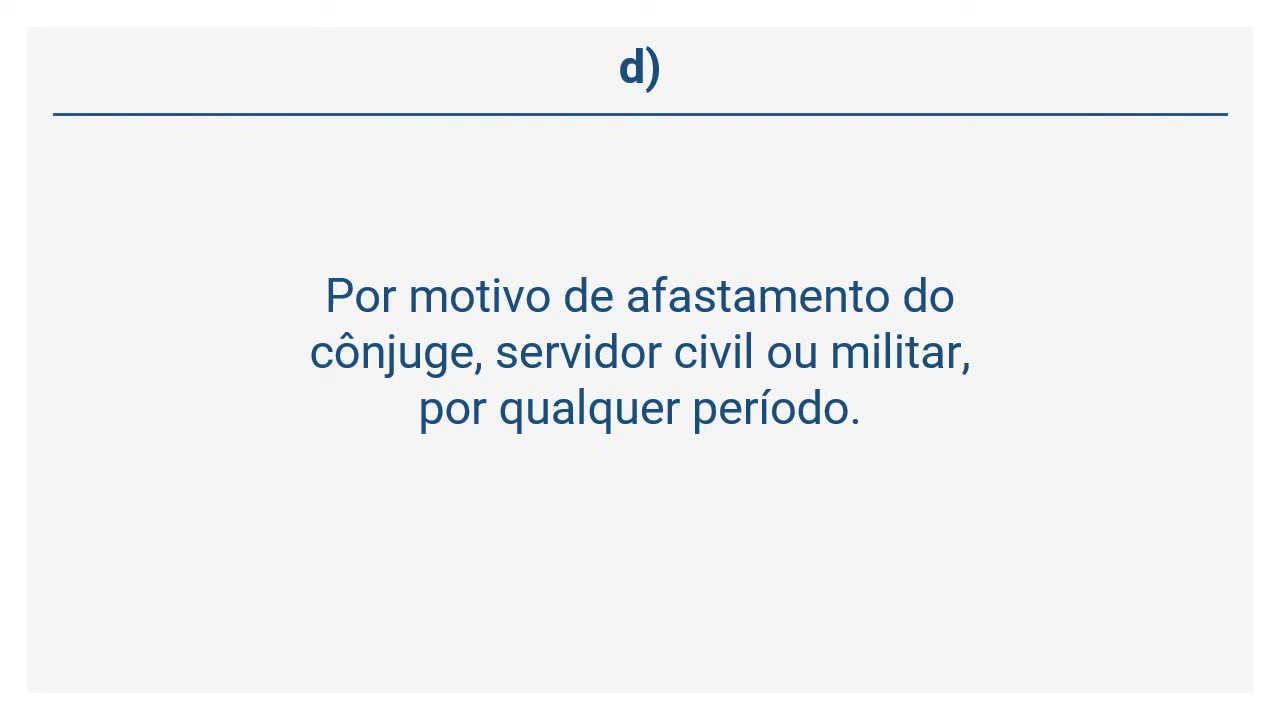 d)
Por motivo de afastamento do
cônjuge, servidor civil ou militar,
por qualquer período.